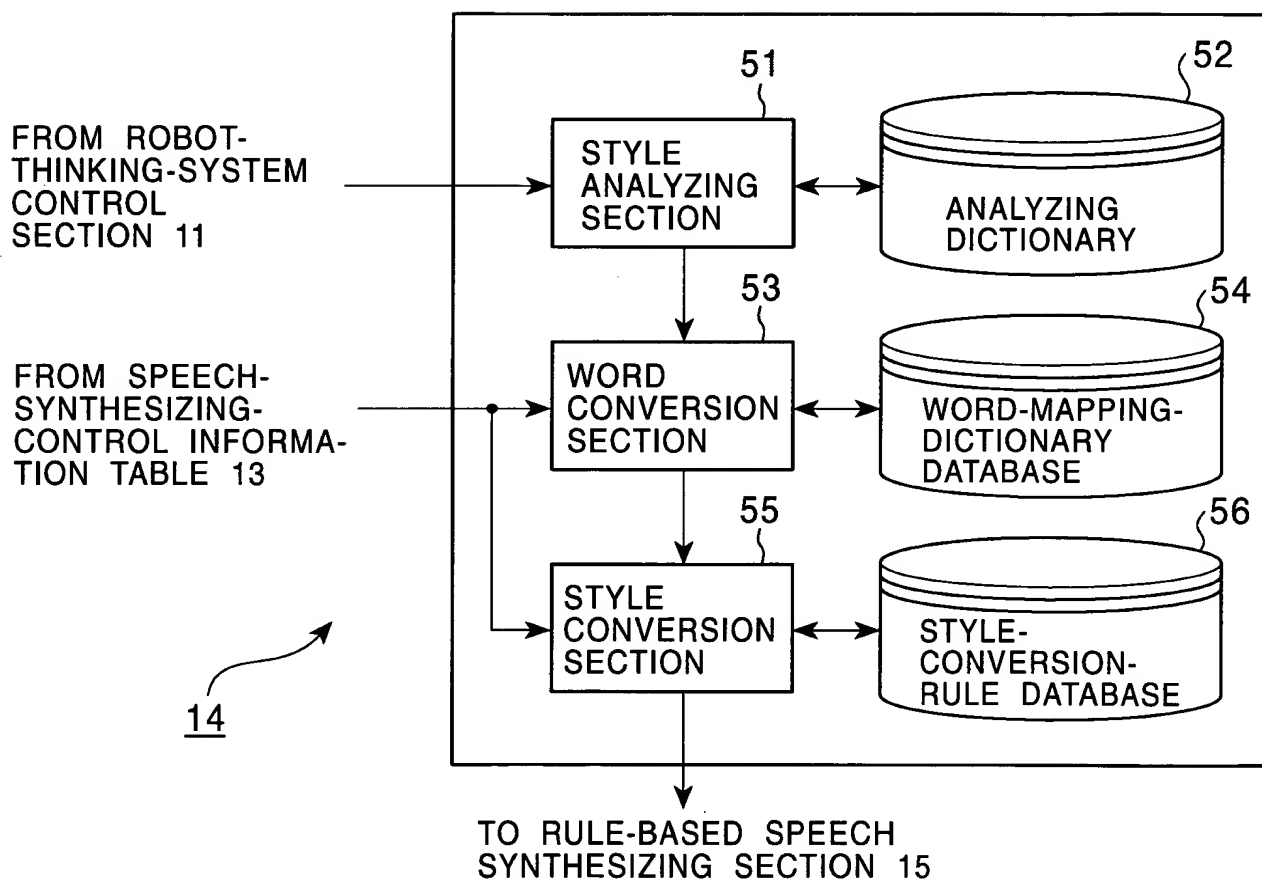 51
52
FROM ROBOT-
THINKING-SYSTEM
CONTROL
SECTION 11
STYLE
ANALYZING
SECTION
ANALYZING
DICTIONARY
53
54
FROM SPEECH-
SYNTHESIZING-
CONTROL INFORMA-
TION TABLE 13
WORD
CONVERSION
SECTION
WORD-MAPPING-
DICTIONARY
DATABASE
55
56
STYLE
CONVERSION
SECTION
STYLE-
CONVERSION-
RULE DATABASE
14
TO RULE-BASED SPEECH
SYNTHESIZING SECTION 15